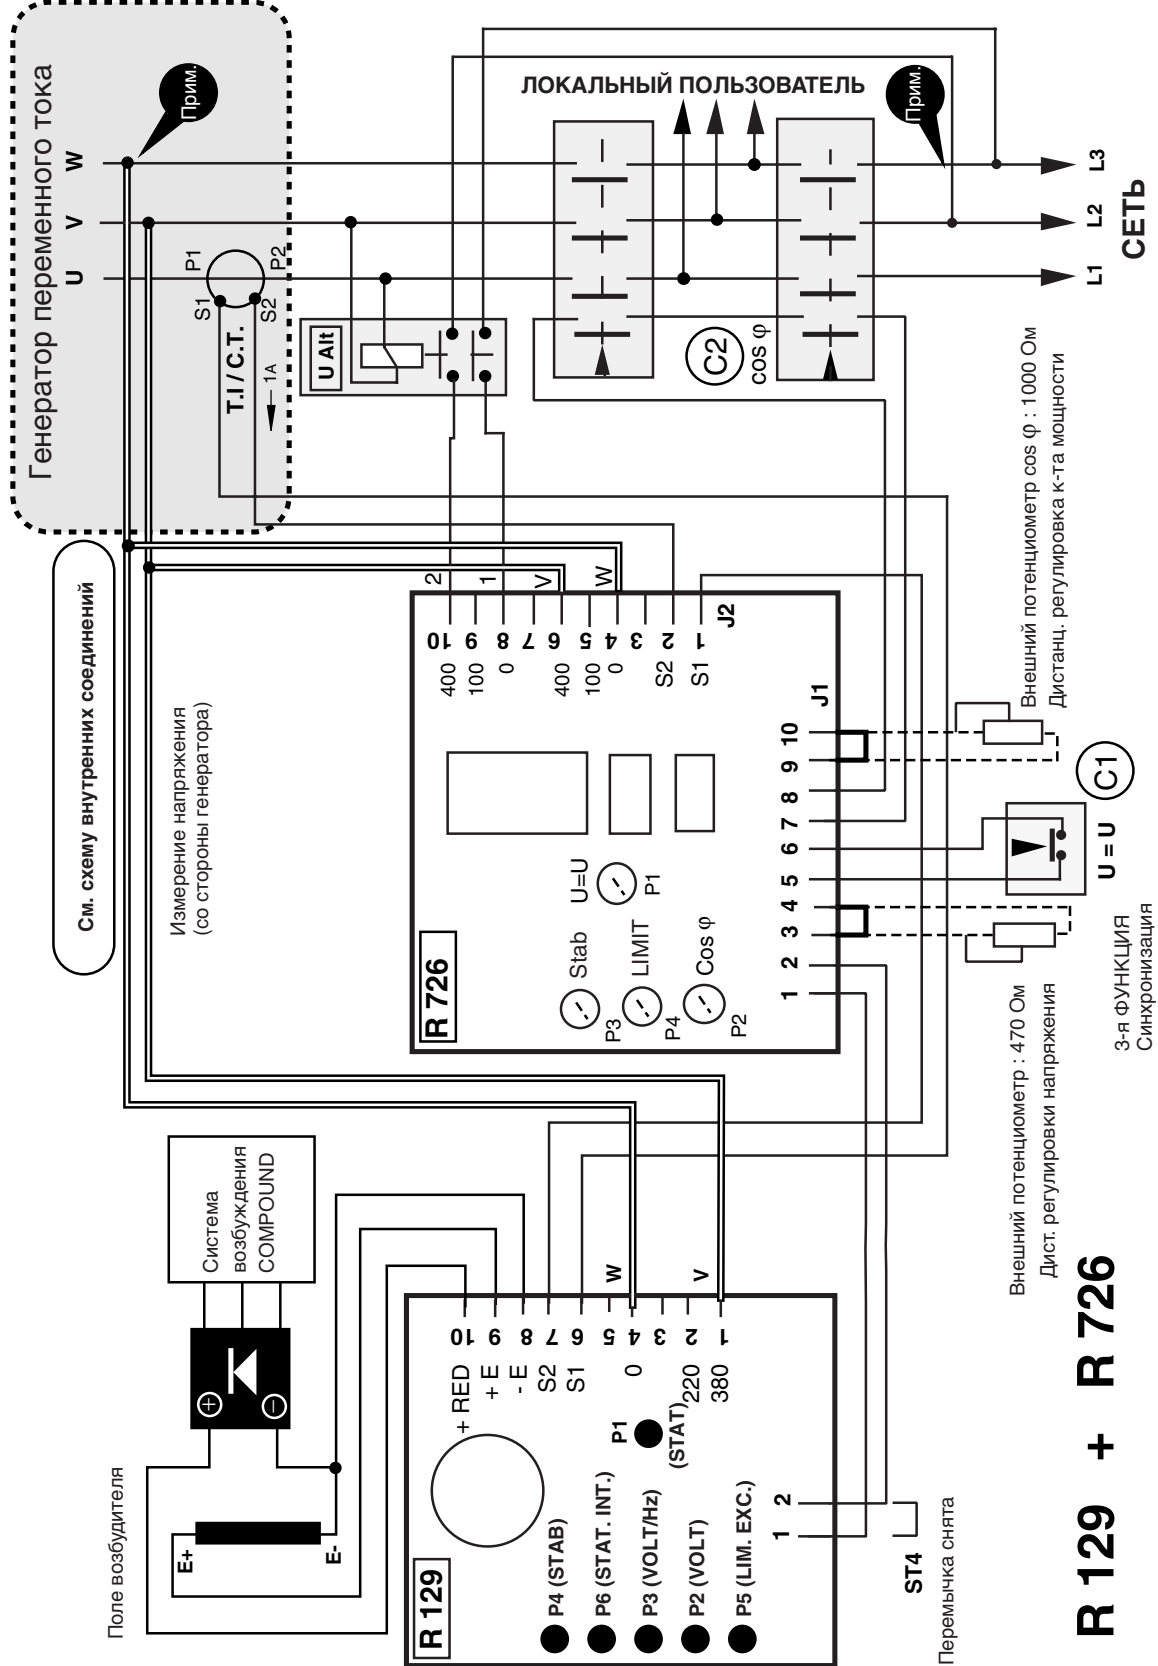 Генератор переменного тока
W
V
U
P1
P2
S1
S2
T.I / C.T.
1A
Прим.
См. схему внутренних соединений
Измерение напряжения
(со стороны генератора)
U Alt
ЛОКАЛЬНЫЙ ПОЛЬЗОВАТЕЛЬ
Прим.
L3
L2
L1
СЕТЬ
C2
cos φ
2
1
V
W
10
9
8
7
6
5
4
3
2
1
J2
400
100
0
400
100
0
S2
S1
R 726
Stab
P3
LIMIT
P4
Cos φ
P2
U=U
P1
J1
1
2
3
4
5
6
7
8
9
10
Внешний потенциометр cos φ : 1000 Ом
Дистанц. регулировка к-та мощности
C1
U = U
3-я ФУНКЦИЯ
Синхронизация
Внешний потенциометр : 470 Ом
Дист. регулировки напряжения
Система
возбуждения
COMPOUND
+
−
Поле возбудителя
E+
E-
R 129
10
9
8
7
6
5
4
3
2
1
W
V
+ RED
+ E
- E
S2
S1
0
220
380
P1
(STAT)
P4 (STAB)
P6 (STAT. INT.)
P3 (VOLT/Hz)
P2 (VOLT)
P5 (LIM. EXC.)
1
2
ST4
Перемычка снята
R 129 + R 726